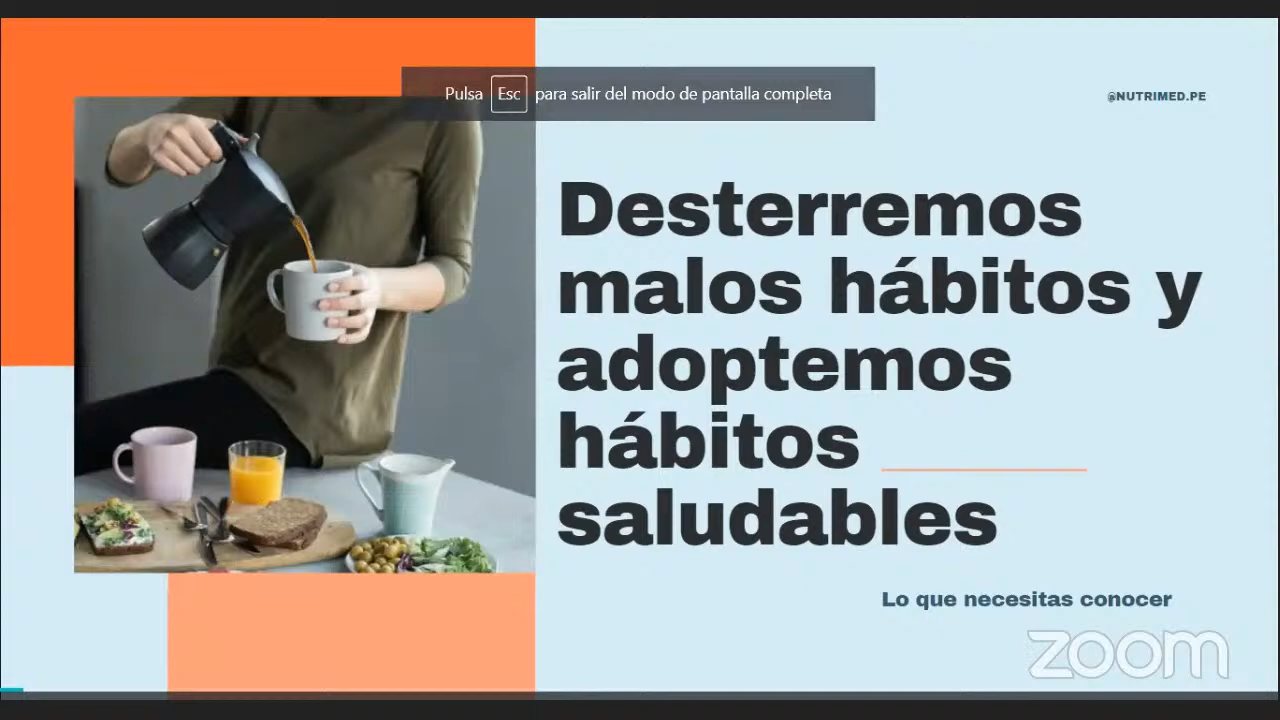 Pulsa Esc para salir del modo de pantalla completa
@NUTRIMED.PE
Desterremos
malos hábitos y
adoptemos
hábitos
saludables
Lo que necesitas conocer
zoom